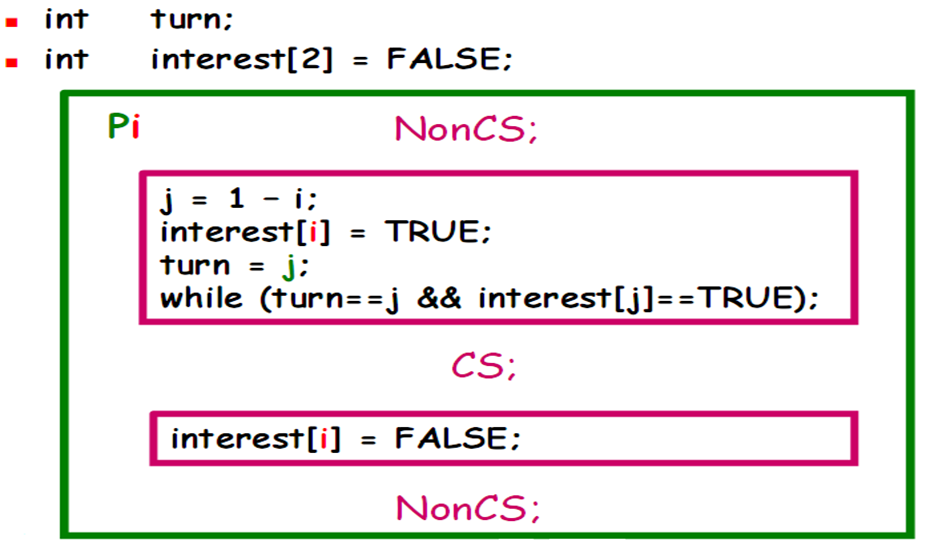 int turn;
int interest[2] = FALSE;
Pi NonCS;
j = 1 - i;
interest[i] = TRUE;
turn = j;
while (turn==j && interest[j]==TRUE);
CS;
interest[i] = FALSE;
NonCS;